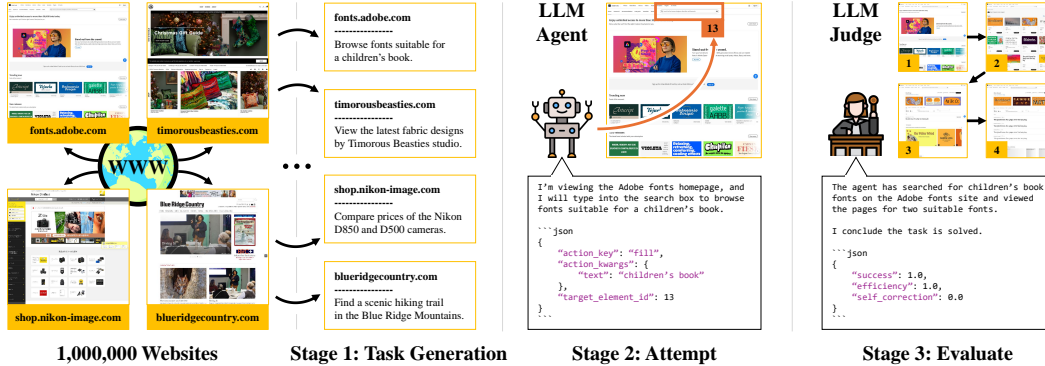 fonts.adobe.com
timorousbeasties.com
WWW
shop.nikon-image.com
blueridgecountry.com
1,000,000 Websites
fonts.adobe.com
---------------
Browse fonts suitable for
a children's book.
timorousbeasties.com
---------------
View the latest fabric designs
by Timorous Beasties studio.
shop.nikon-image.com
---------------
Compare prices of the Nikon
D850 and D500 cameras.
blueridgecountry.com
---------------
Find a scenic hiking trail
in the Blue Ridge Mountains.
Stage 1: Task Generation
LLM
Agent
13
I'm viewing the Adobe fonts homepage, and
I will type into the search box to browse
fonts suitable for a children's book.
```json
{
"action_key": "fill",
"action_kwargs": {
"text": "children's book"
},
"target_element_id": 13
}
```
Stage 2: Attempt
LLM
Judge
1
2
3
4
The agent has searched for children's book
fonts on the Adobe fonts site and viewed
the pages for two suitable fonts.
I conclude the task is solved.
```json
{
"success": 1.0,
"efficiency": 1.0,
"self_correction": 0.0
}
```
Stage 3: Evaluate
Christmas Gift Guide
Blue Ridge Country